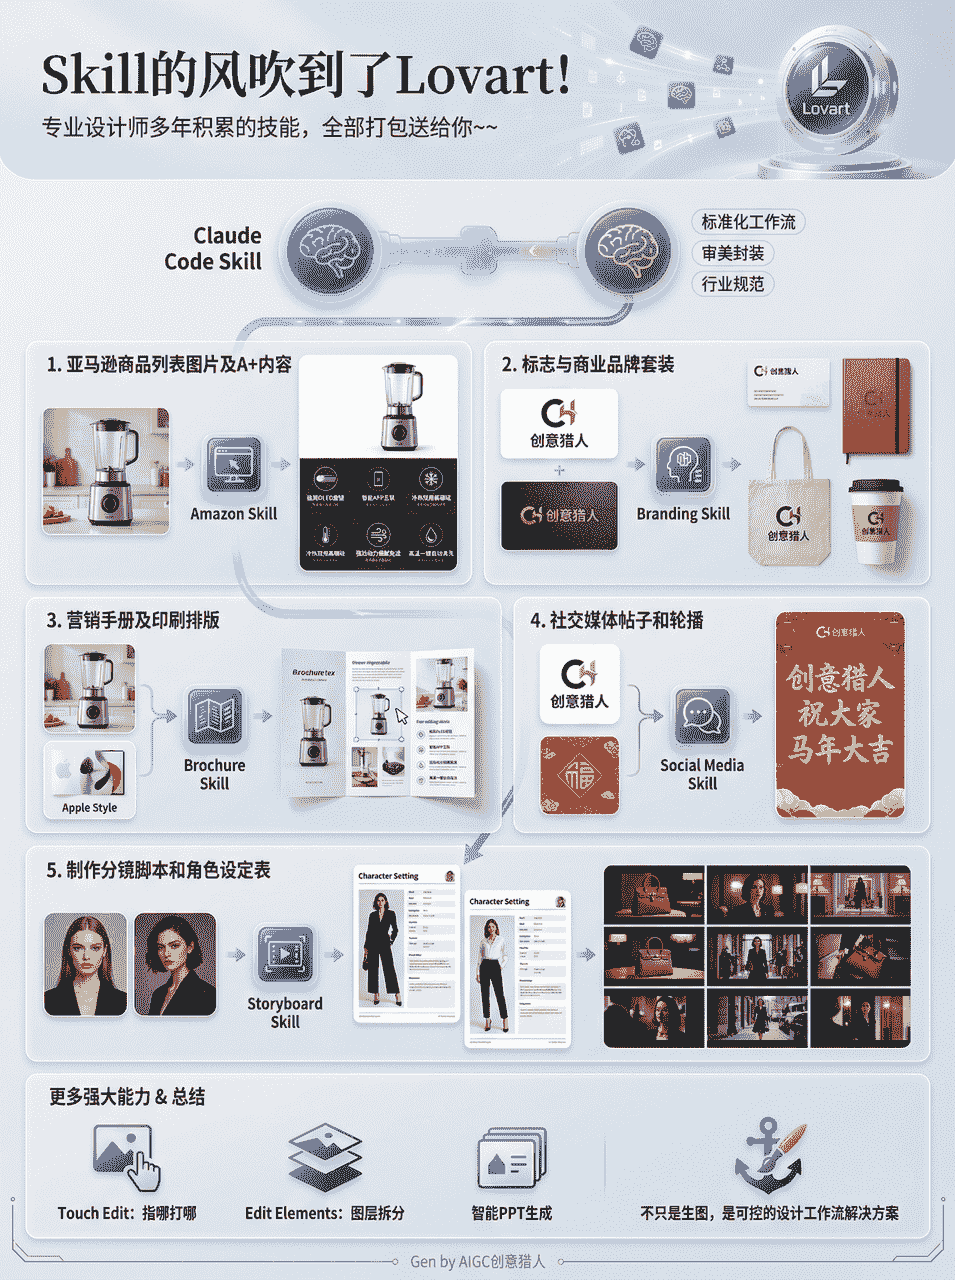 Skill的风吹到了Lovart!
专业设计师多年积累的技能，全部打包送给你~~
Lovart
Claude
Code Skill
标准化工作流
审美封装
行业规范
1. 亚马逊商品列表图片及A+内容
Amazon Skill
2. 标志与商业品牌套装
CH
创意猎人
CH 创意猎人
Branding Skill
CH 创意猎人
CH
创意猎人
CH
创意猎人
3. 营销手册及印刷排版
Apple Style
Brochure
Skill
4. 社交媒体帖子和轮播
CH
创意猎人
福
Social Media
Skill
CH 创意猎人
创意猎人
祝大家
马年大吉
5. 制作分镜脚本和角色设定表
Storyboard
Skill
Character Setting
Character Setting
更多强大能力 & 总结
Touch Edit：指哪打哪
Edit Elements：图层拆分
智能PPT生成
不只是生图，是可控的设计工作流解决方案
Gen by AIGC创意猎人